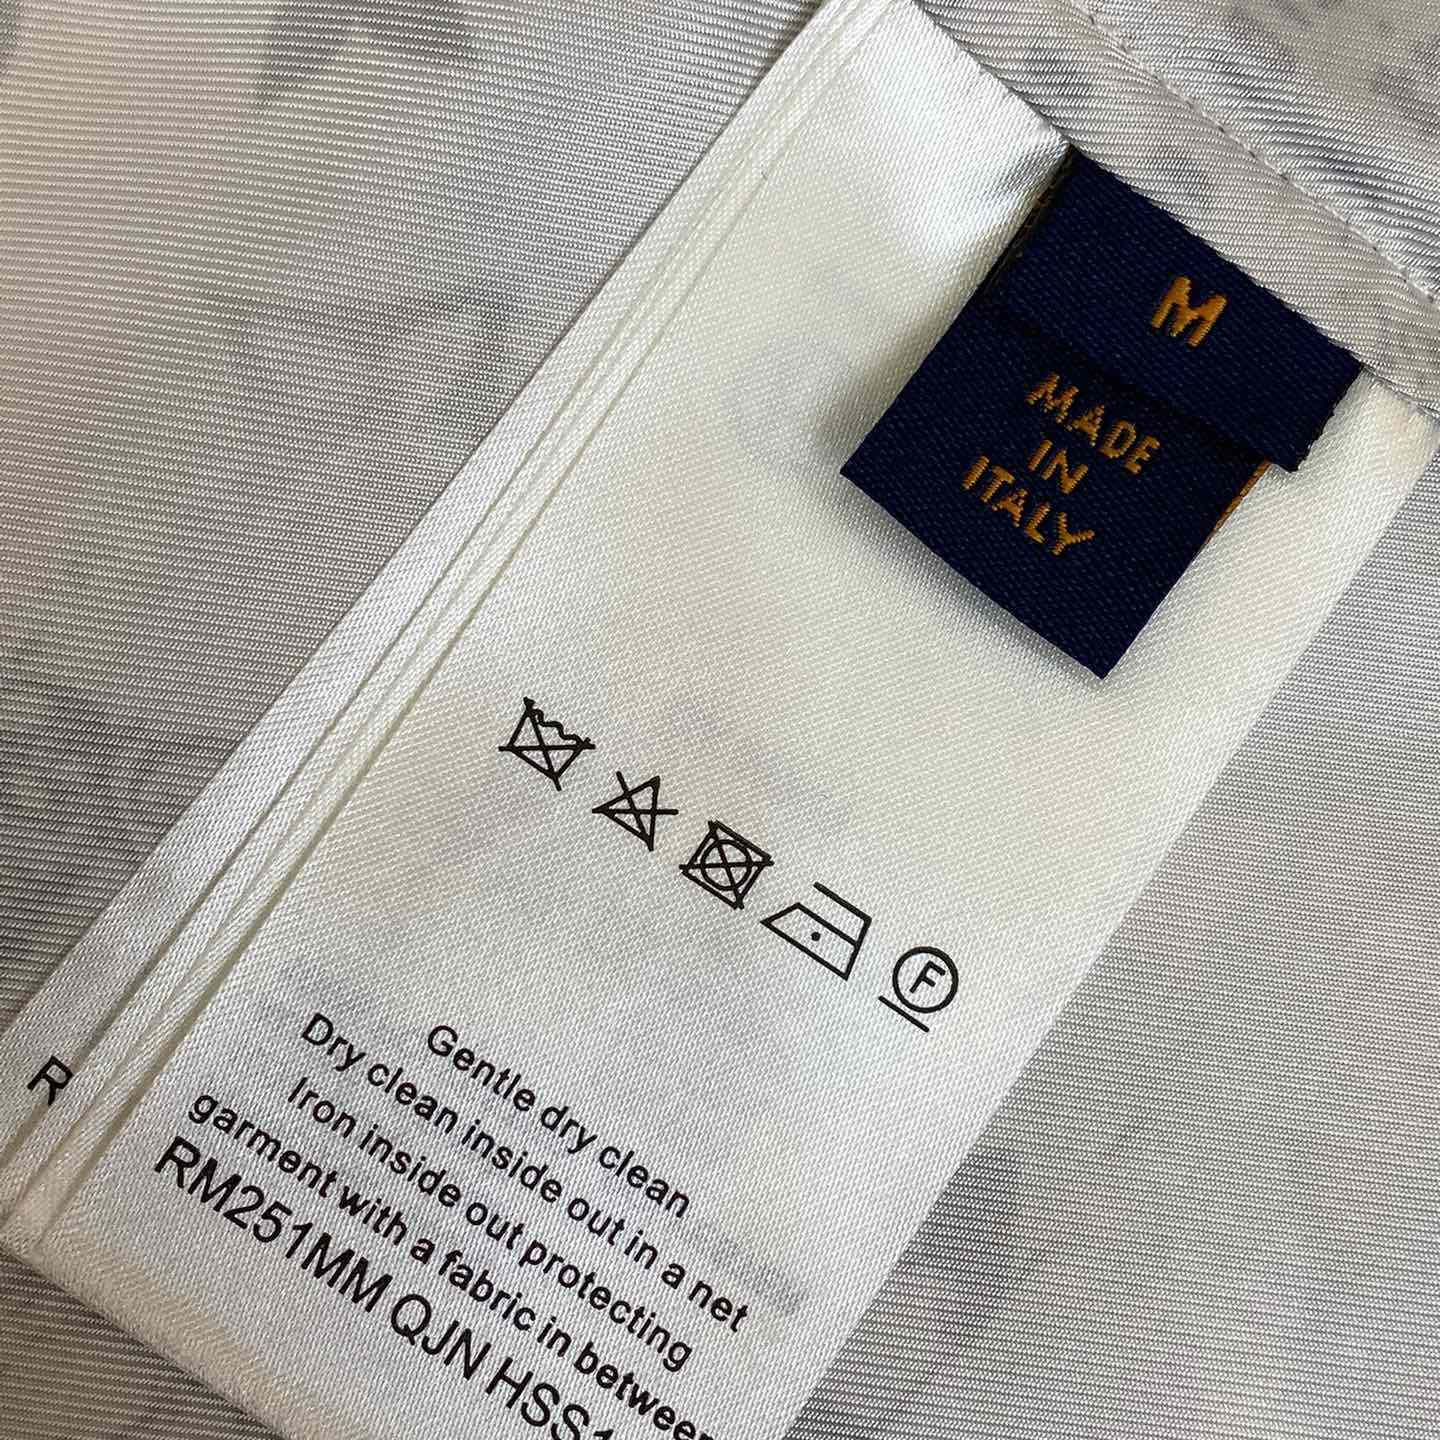 M
MADE
IN
ITALY
F
Gentle dry clean
Dry clean inside out in a net
Iron inside out protecting
garment with a fabric in between
RM251MM QJN HSS1
R